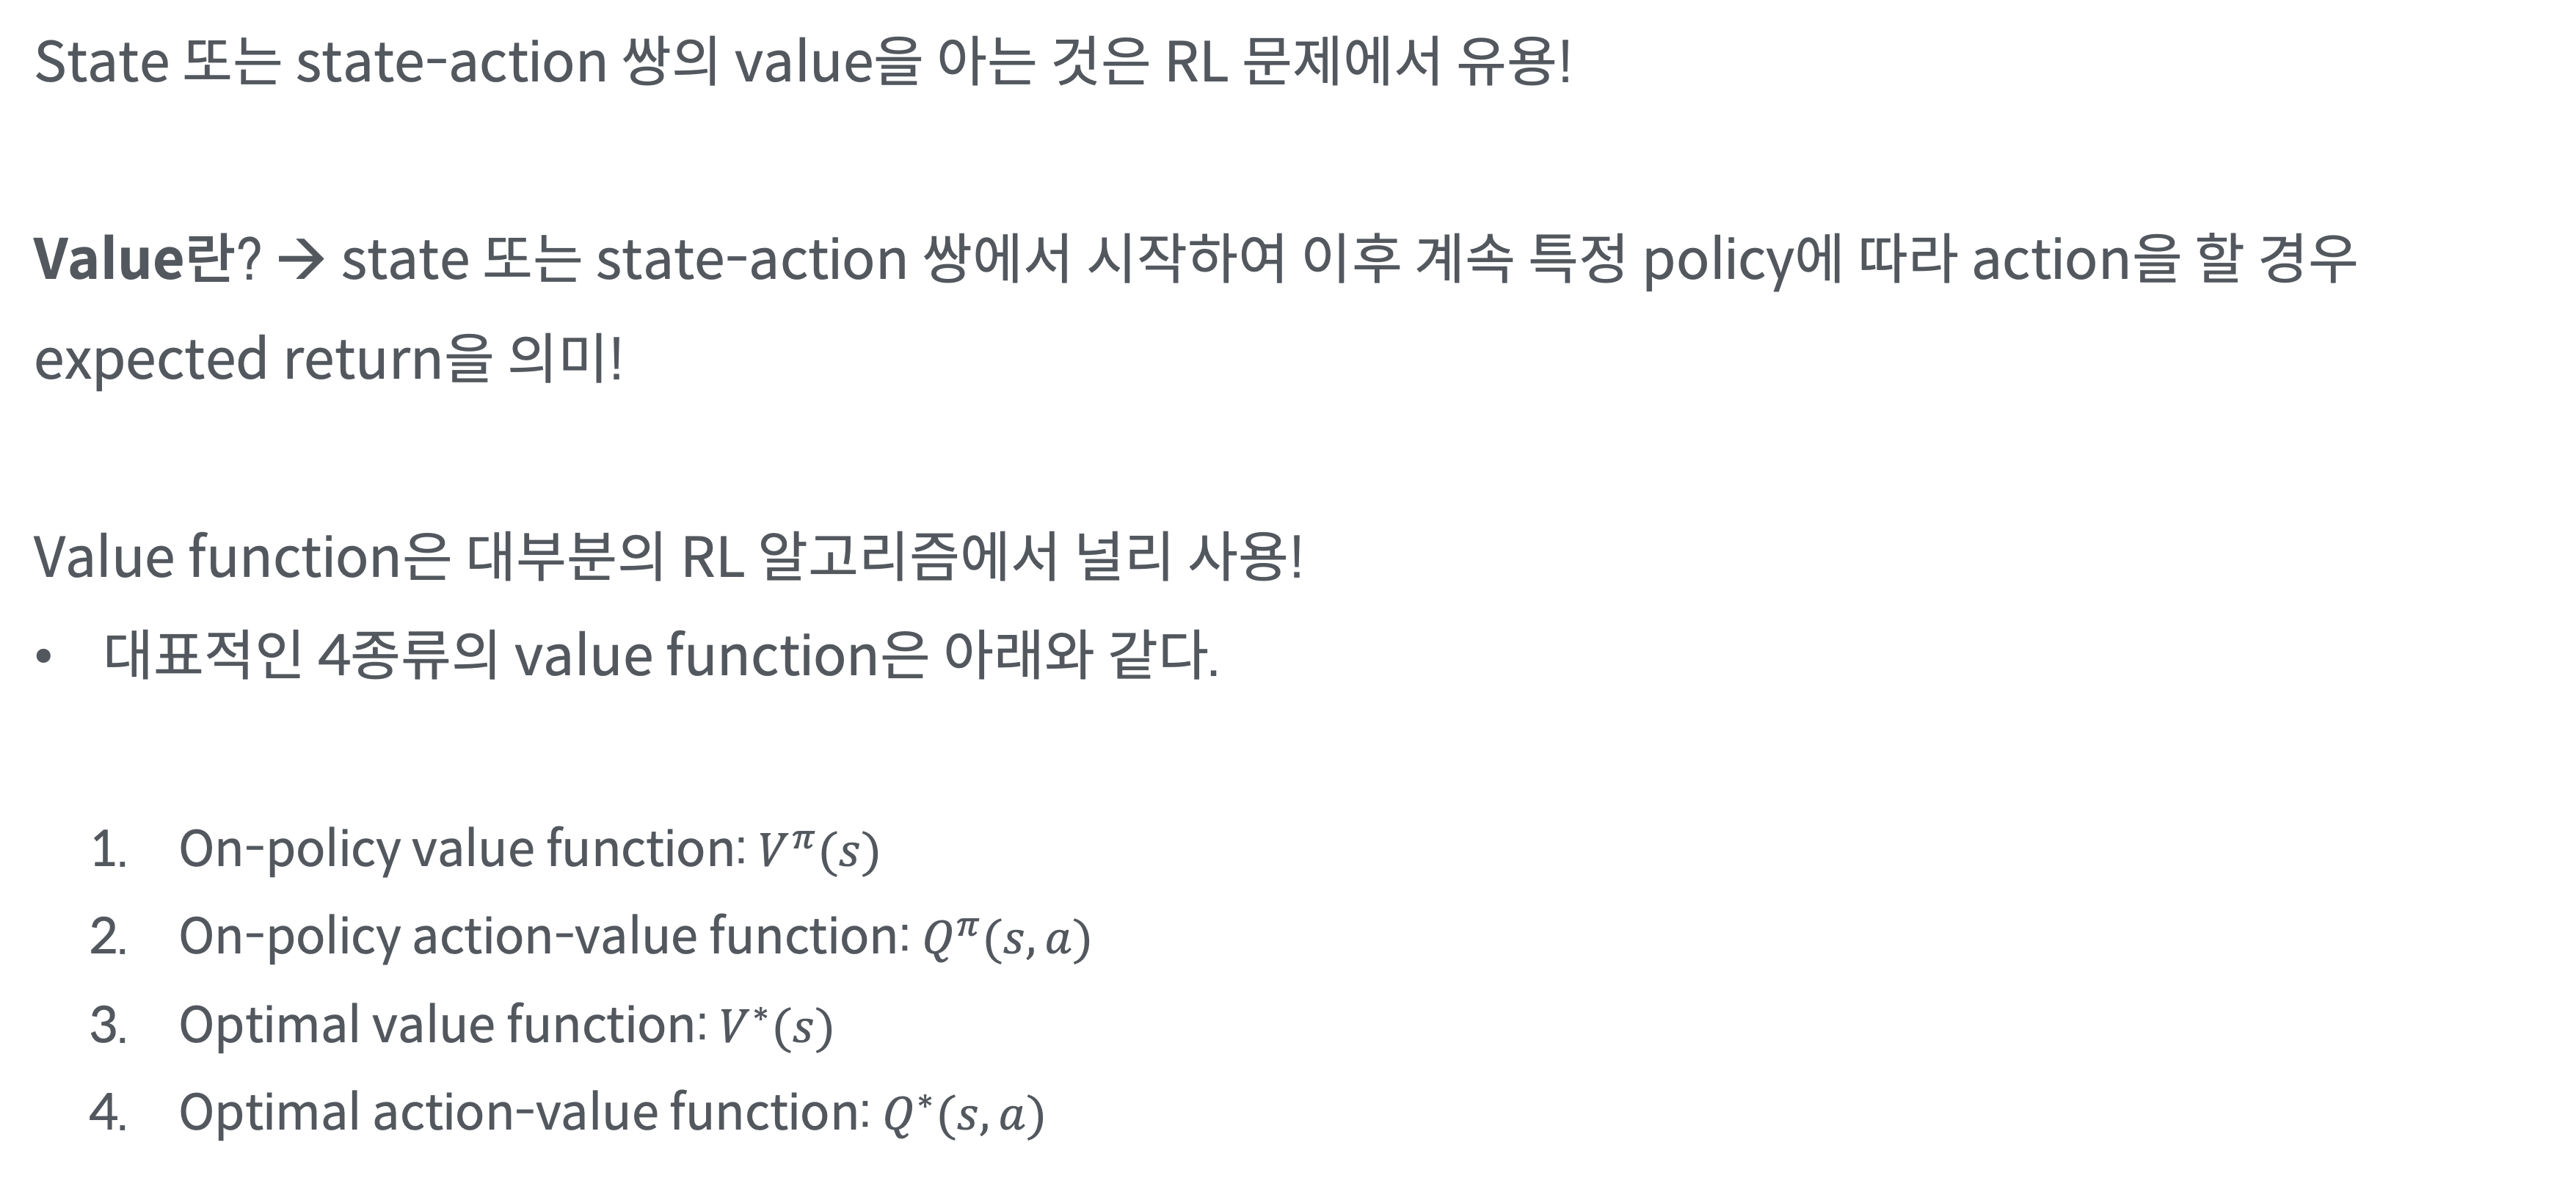 State 또는 state-action 쌍의 value을 아는 것은 RL 문제에서 유용!
Value란? → state 또는 state-action 쌍에서 시작하여 이후 계속 특정 policy에 따라 action을 할 경우
expected return을 의미!
Value function은 대부분의 RL 알고리즘에서 널리 사용!
• 대표적인 4종류의 value function은 아래와 같다.
1. On-policy value function: V^π(s)
2. On-policy action-value function: Q^π(s, a)
3. Optimal value function: V*(s)
4. Optimal action-value function: Q*(s, a)